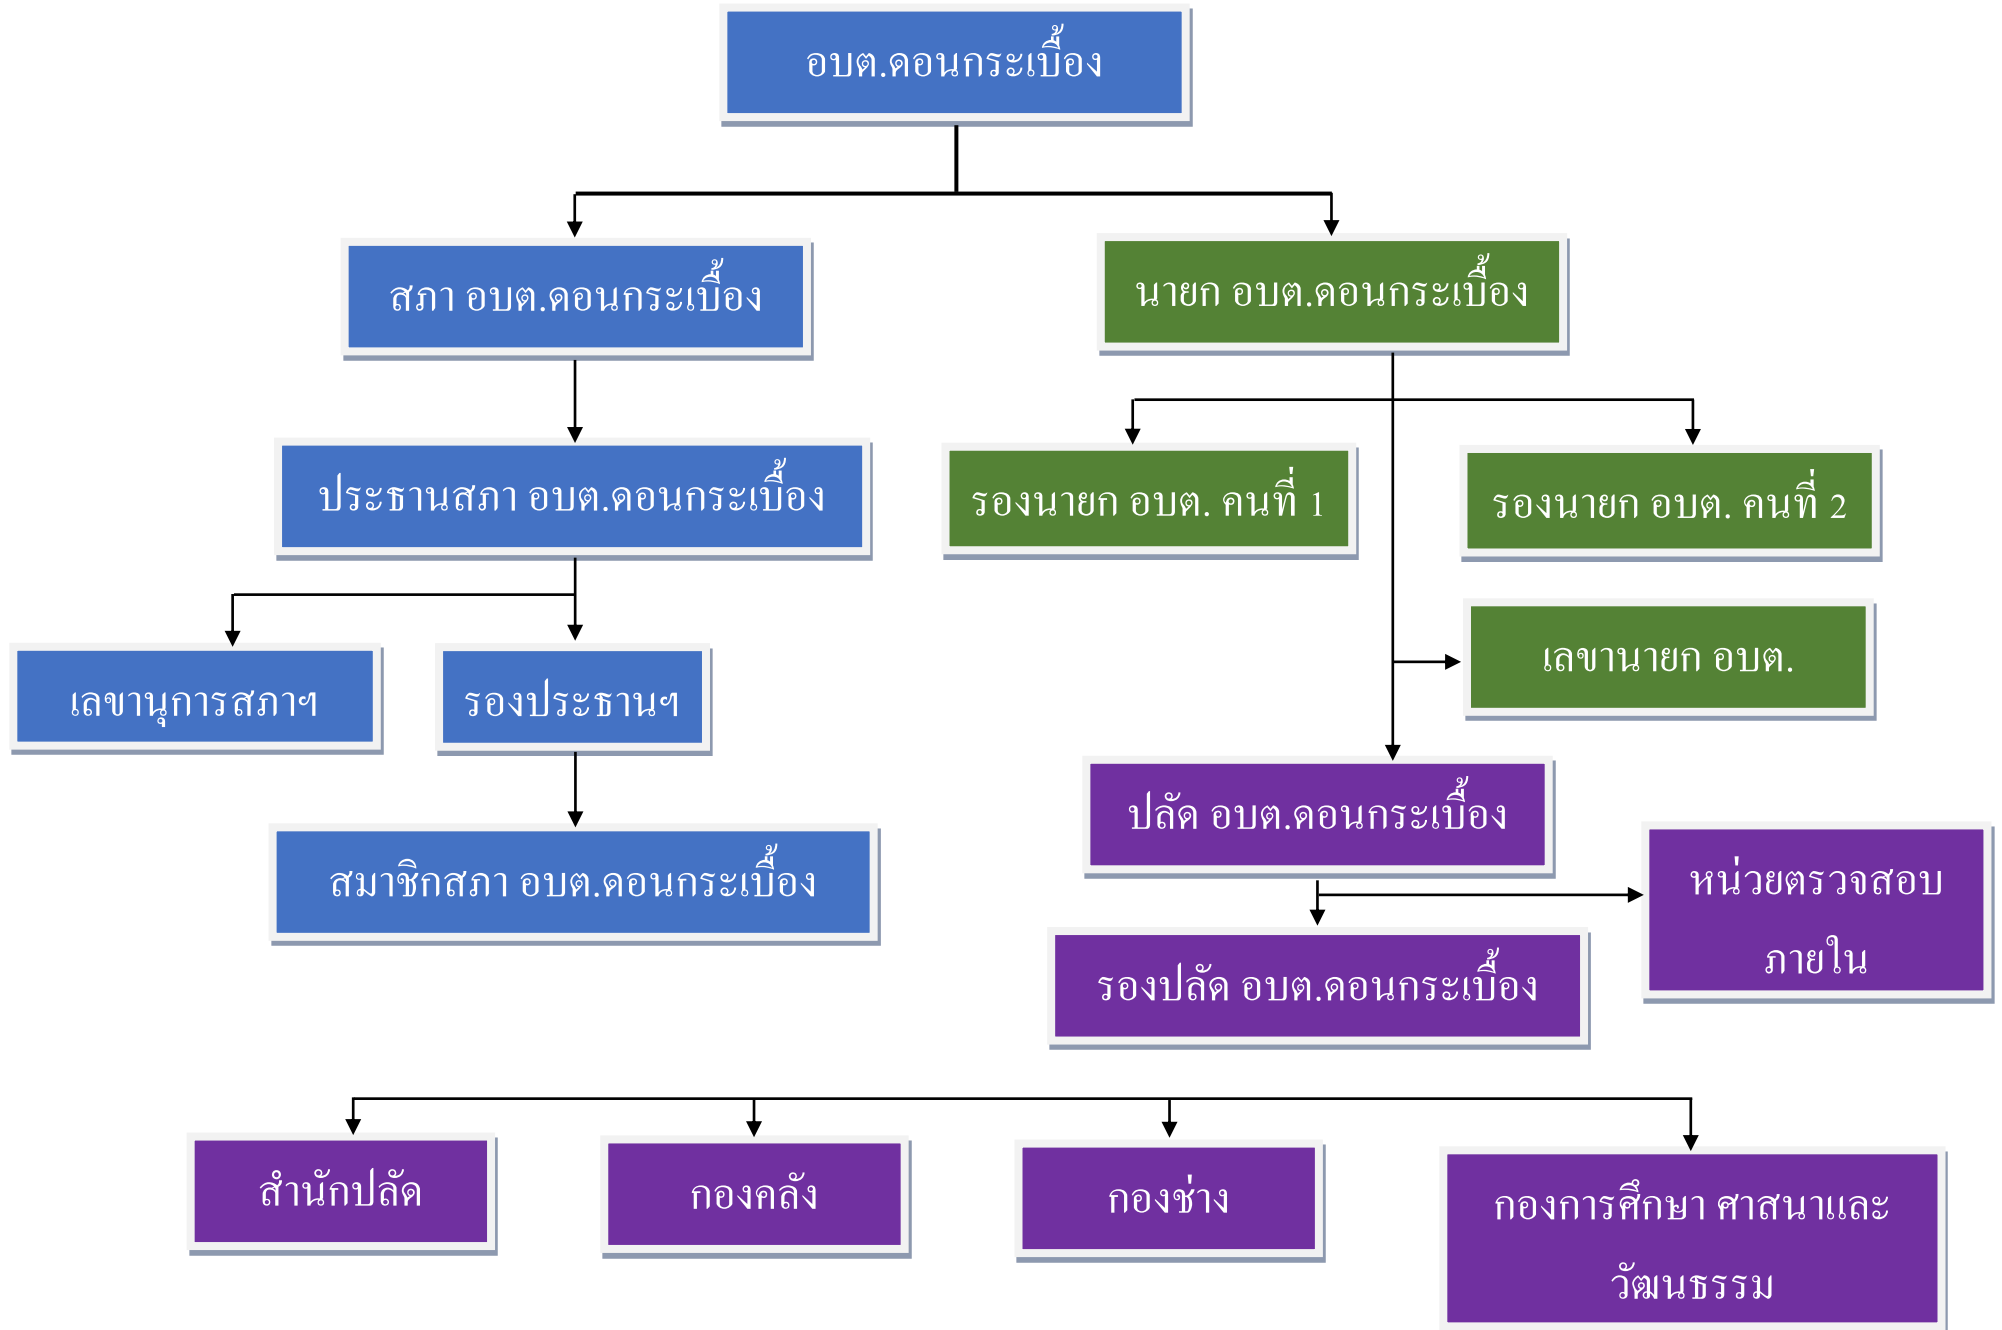 อบต.ดอนกระเบื้อง
สภา อบต.ดอนกระเบื้อง
นายก อบต.ดอนกระเบื้อง
ประธานสภา อบต.ดอนกระเบื้อง
รองนายก อบต. คนที่ 1
รองนายก อบต. คนที่ 2
เลขานุการสภาฯ
รองประธานฯ
เลขานายก อบต.
สมาชิกสภา อบต.ดอนกระเบื้อง
ปลัด อบต.ดอนกระเบื้อง
หน่วยตรวจสอบ
ภายใน
รองปลัด อบต.ดอนกระเบื้อง
สำนักปลัด
กองคลัง
กองช่าง
กองการศึกษา ศาสนาและ
วัฒนธรรม